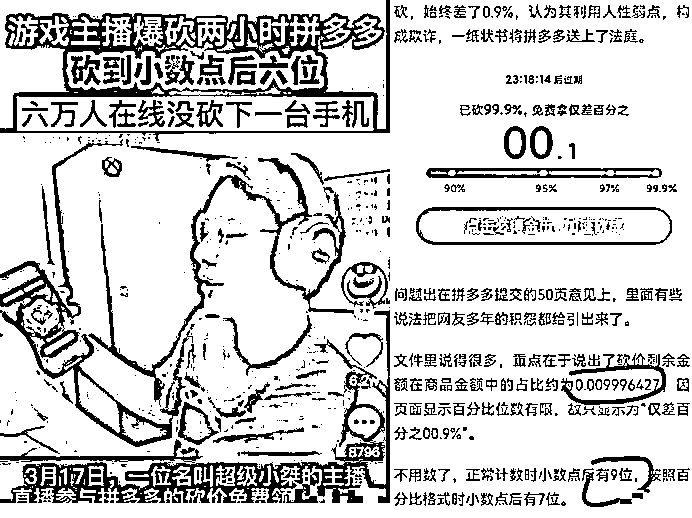 游戏主播爆砍两小时拼多多
砍到小数点后六位
六万人在线没砍下一台手机
8796
3月17日，一位名叫超级小桀的主播
直播参与拼多多的砍价免费领
砍，始终差了0.9%，认为其利用人性弱点，构
成欺诈，一纸状书将拼多多送上了法庭。
23:18:14 后过期
已砍99.9%，免费拿仅差百分之
00.1
90% 95% 97% 99.9%
问题出在拼多多提交的50页意见上，里面有些
说法把网友多年的积怨都给引出来了。
文件里说得很多，重点在于说出了砍价剩余金
额在商品金额中的占比约为0.009996427，因
页面显示百分比位数有限，故只显示为“仅差百
分之00.9%”。
不用数了，正常计数时小数点后有9位，按照百
分比格式时小数点后有7位。